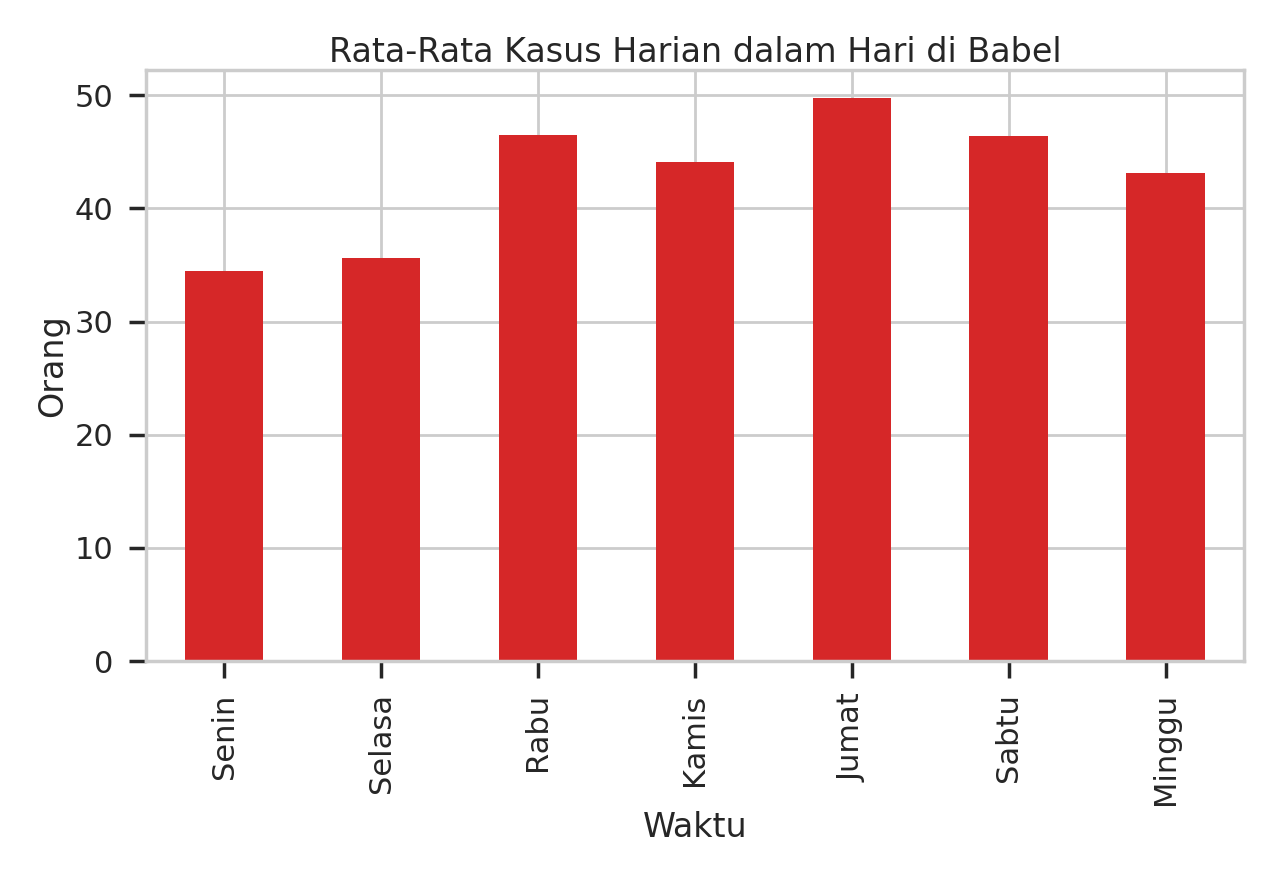 Rata-Rata Kasus Harian dalam Hari di Babel
50
40
30
20
10
0
Orang
Senin
Selasa
Rabu
Kamis
Jumat
Sabtu
Minggu
Waktu